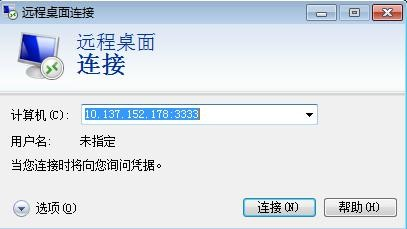 远程桌面连接
远程桌面
连接
计算机(C): 10.137.152.178:3333
用户名: 未指定
当您连接时将向您询问凭据。
选项(O) 连接(N) 帮助(H)